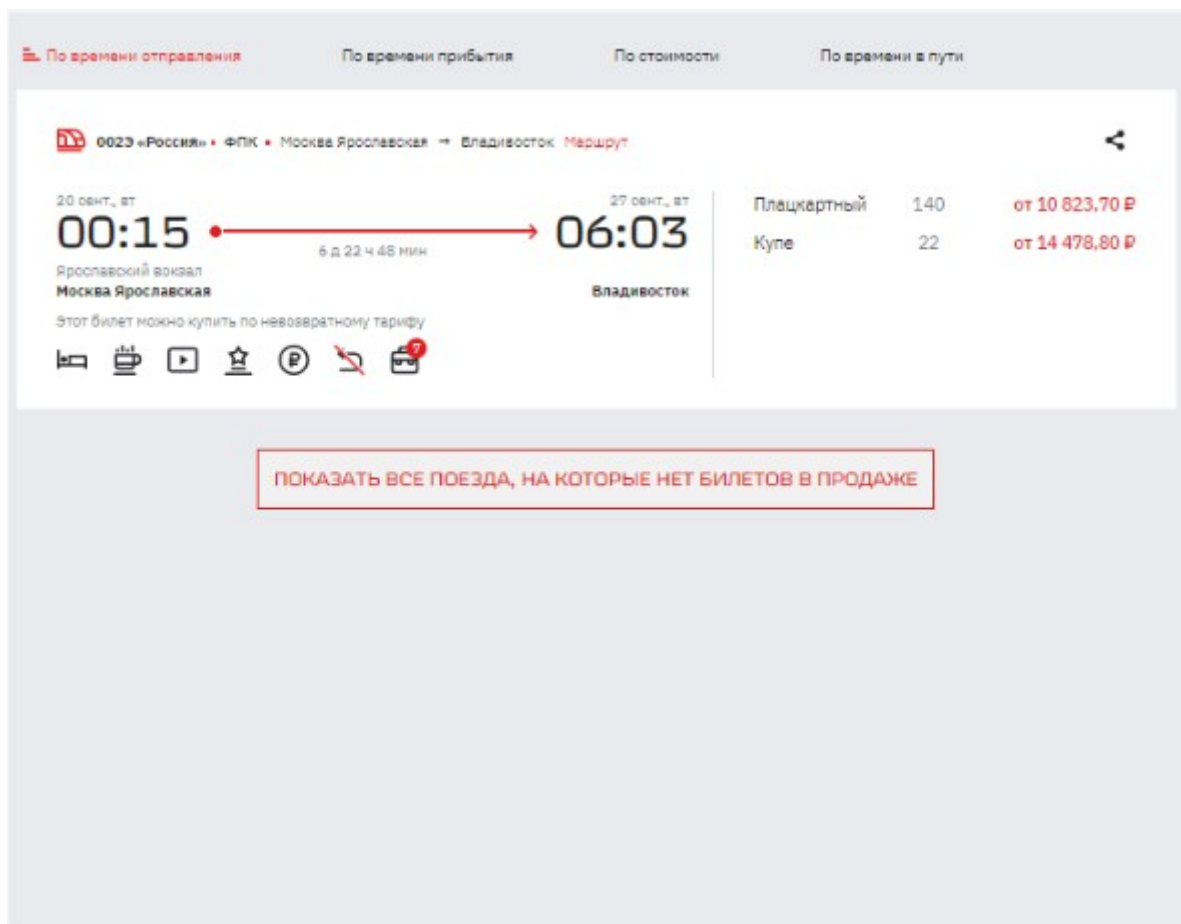 По времени отправления По времени прибытия По стоимости По времени в пути
002Э «Россия» • ФПК • Москва Ярославская → Владивосток Маршрут
20 сент., вт 27 сент., вт
00:15 06:03
6 д 22 ч 48 мин
Ярославский вокзал
Москва Ярославская Владивосток
Этот билет можно купить по невозвратному тарифу
7
Плацкартный 140 от 10 823,70 ₽
Купе 22 от 14 478,80 ₽
ПОКАЗАТЬ ВСЕ ПОЕЗДА, НА КОТОРЫЕ НЕТ БИЛЕТОВ В ПРОДАЖЕ